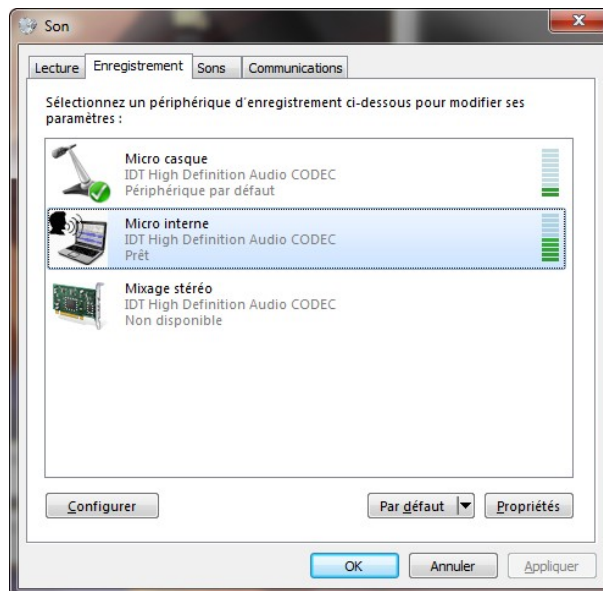 Son
Lecture
Enregistrement
Sons
Communications
Sélectionnez un périphérique d'enregistrement ci-dessous pour modifier ses
paramètres :
Micro casque
IDT High Definition Audio CODEC
Périphérique par défaut
Micro interne
IDT High Definition Audio CODEC
Prêt
Mixage stéréo
IDT High Definition Audio CODEC
Non disponible
Configurer
Par défaut
Propriétés
OK
Annuler
Appliquer